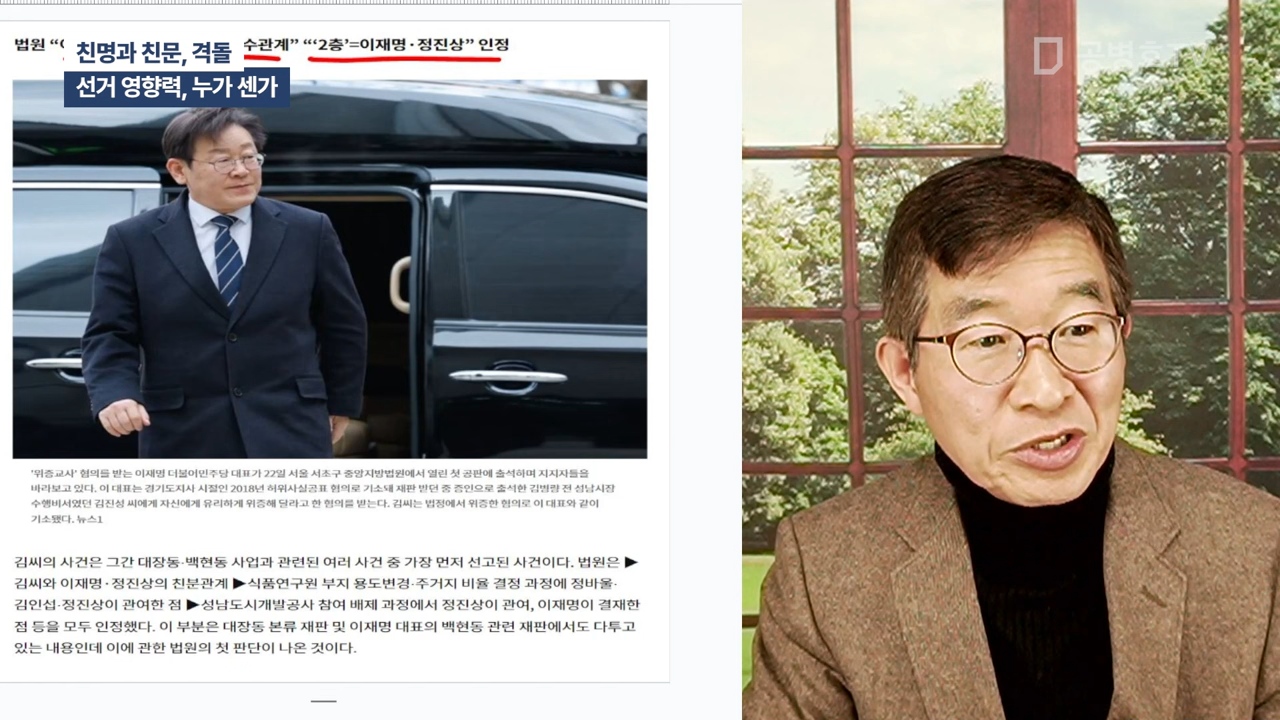 법원 “
수관계” “‘2층’=이재명·정진상” 인정
친명과 친문, 격돌
선거 영향력, 누가 센가
'위증교사' 혐의를 받는 이재명 더불어민주당 대표가 22일 서울 서초구 중앙지방법원에서 열린 첫 공판에 출석하며 지지자들을
바라보고 있다. 이 대표는 경기도지사 시절인 2018년 허위사실공표 혐의로 기소돼 재판 받던 중 증인으로 출석한 김병량 전 성남시장
수행비서였던 김진성 씨에게 자신에게 유리하게 위증해 달라고 한 혐의를 받는다. 김씨는 법정에서 위증한 혐의로 이 대표와 같이
기소됐다. 뉴스1
김씨의 사건은 그간 대장동·백현동 사업과 관련된 여러 사건 중 가장 먼저 선고된 사건이다. 법원은 ▶
김씨와 이재명·정진상의 친분관계 ▶식품연구원 부지 용도변경·주거지 비율 결정 과정에 정바울·
김인섭·정진상이 관여한 점 ▶성남도시개발공사 참여 배제 과정에서 정진상이 관여, 이재명이 결재한
점 등을 모두 인정했다. 이 부분은 대장동 본류 재판 및 이재명 대표의 백현동 관련 재판에서도 다투고
있는 내용인데 이에 관한 법원의 첫 판단이 나온 것이다.